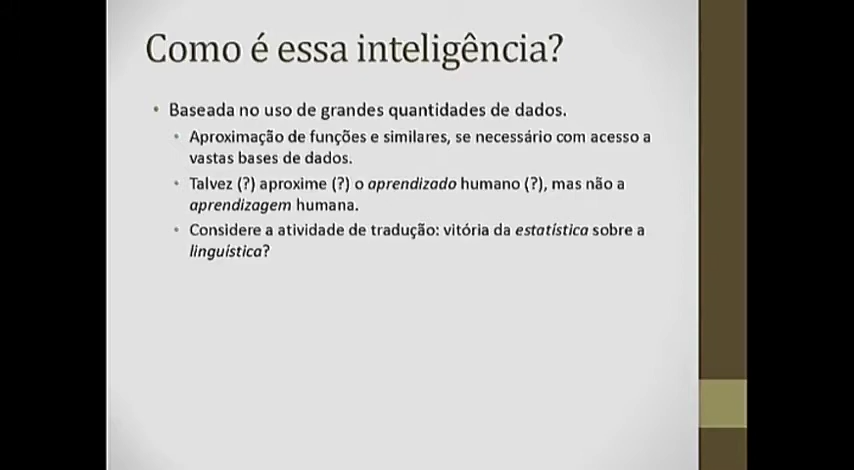 Como é essa inteligência?
• Baseada no uso de grandes quantidades de dados.
• Aproximação de funções e similares, se necessário com acesso a
vastas bases de dados.
• Talvez (?) aproxime (?) o aprendizado humano (?), mas não a
aprendizagem humana.
• Considere a atividade de tradução: vitória da estatística sobre a
linguística?